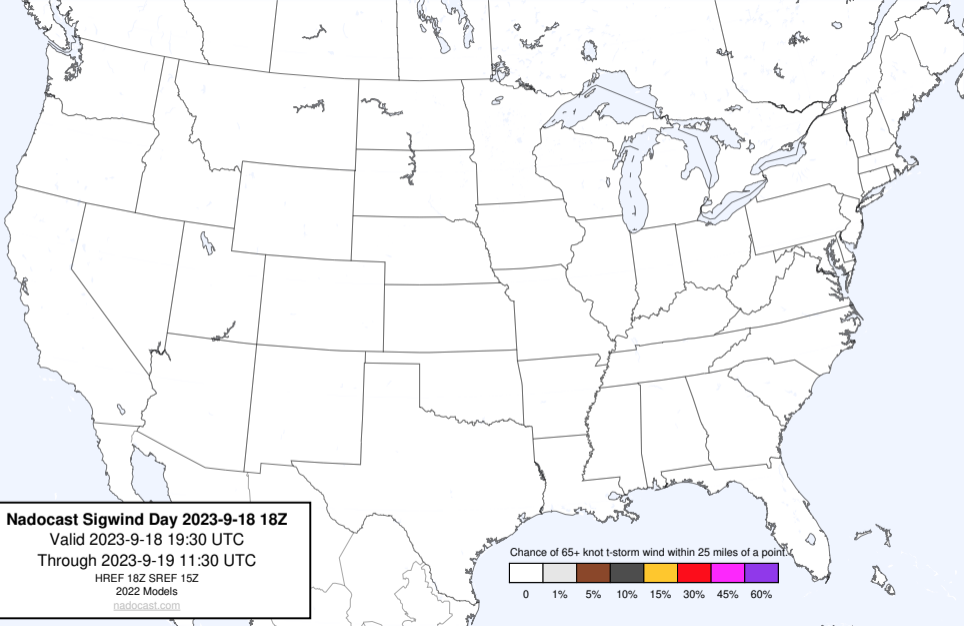 Nadocast Sigwind Day 2023-9-18 18Z
Valid 2023-9-18 19:30 UTC
Through 2023-9-19 11:30 UTC
HREF 18Z SREF 15Z
2022 Models
nadocast.com
Chance of 65+ knot t-storm wind within 25 miles of a point.
0 1% 5% 10% 15% 30% 45% 60%